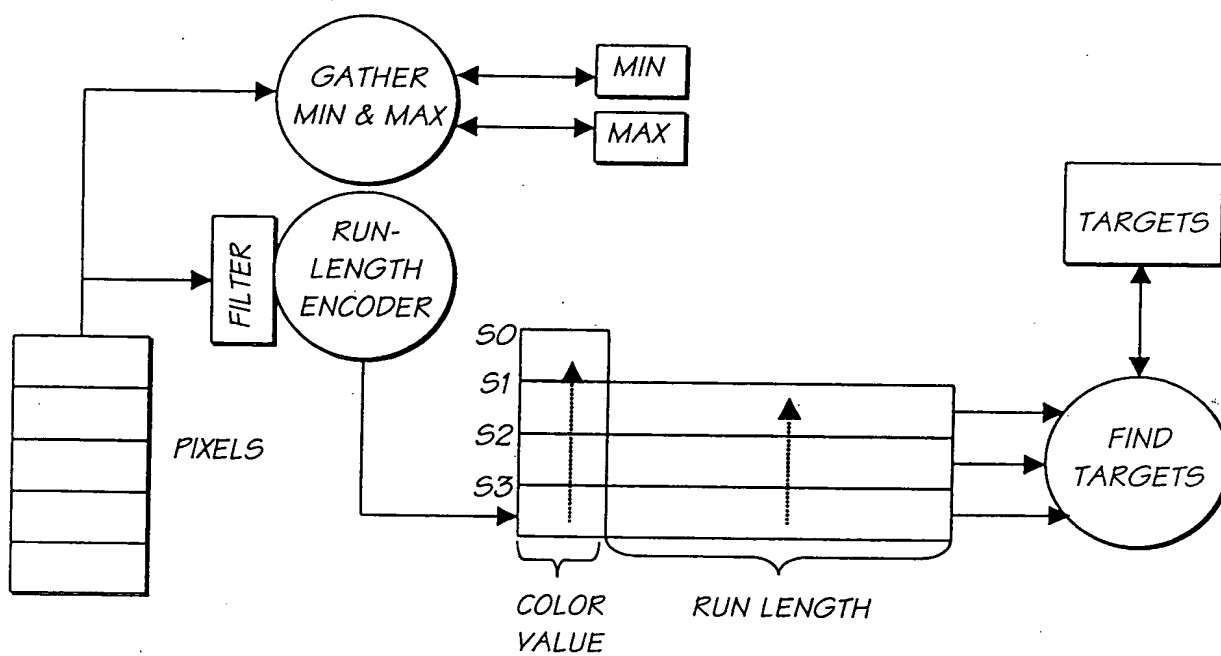 GATHER
MIN & MAX
MIN
MAX
RUN-
LENGTH
ENCODER
FILTER
TARGETS
PIXELS
S0
S1
S2
S3
FIND
TARGETS
COLOR
VALUE
RUN LENGTH